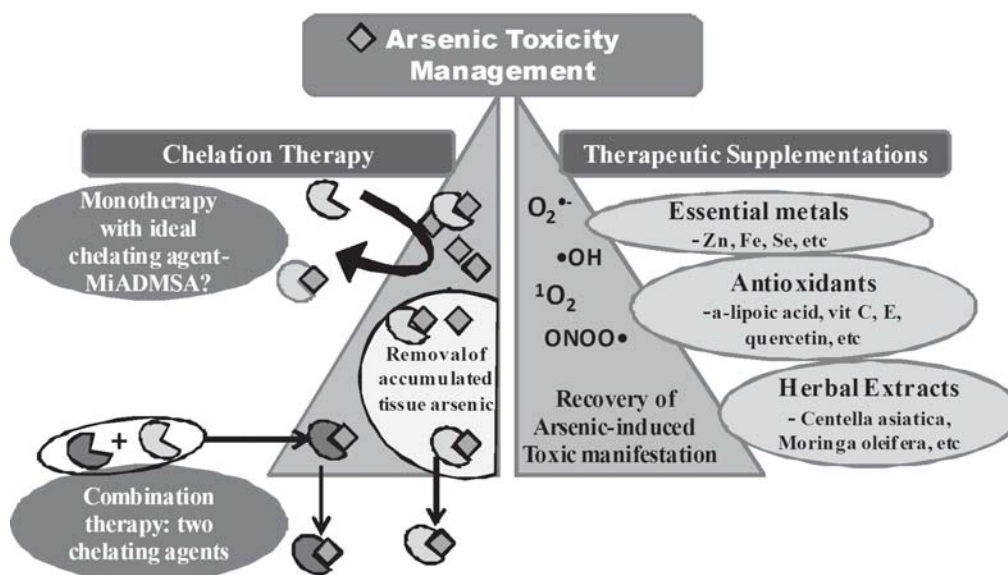 Arsenic Toxicity
Management
Chelation Therapy
Monotherapy
with ideal
chelating agent-
MiADMSA?
Removal of
accumulated
tissue arsenic
+
Combination
therapy: two
chelating agents
Therapeutic Supplementations
O₂•-
•OH
¹O₂
ONOO•
Recovery of
Arsenic-induced
Toxic manifestation
Essential metals
-Zn, Fe, Se, etc
Antioxidants
-a-lipoic acid, vit C, E,
quercetin, etc
Herbal Extracts
- Centella asiatica,
Moringa oleifera, etc